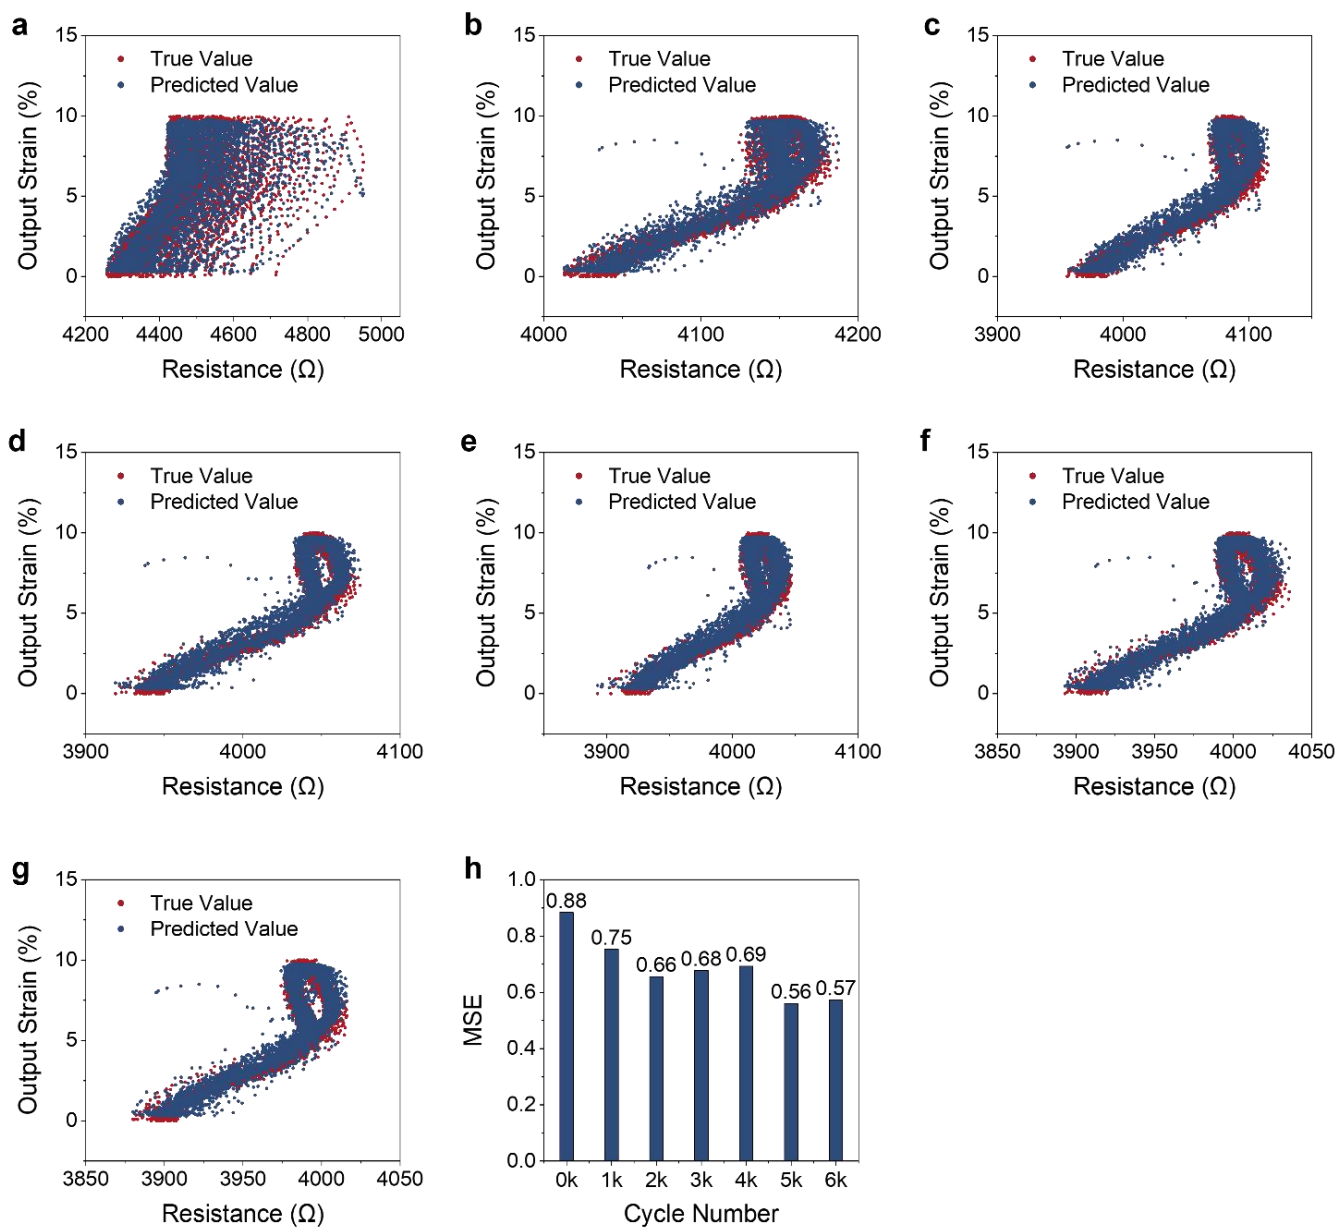 a
15
10
5
0
Output Strain (%)
True Value
Predicted Value
4200 4400 4600 4800 5000
Resistance (Ω)
b
15
10
5
0
Output Strain (%)
True Value
Predicted Value
4000 4100 4200
Resistance (Ω)
c
15
10
5
0
Output Strain (%)
True Value
Predicted Value
3900 4000 4100
Resistance (Ω)
d
15
10
5
0
Output Strain (%)
True Value
Predicted Value
3900 4000 4100
Resistance (Ω)
e
15
10
5
0
Output Strain (%)
True Value
Predicted Value
3900 4000 4100
Resistance (Ω)
f
15
10
5
0
Output Strain (%)
True Value
Predicted Value
3850 3900 3950 4000 4050
Resistance (Ω)
g
15
10
5
0
Output Strain (%)
True Value
Predicted Value
3850 3900 3950 4000 4050
Resistance (Ω)
h
1.0
0.8
0.6
0.4
0.2
0.0
MSE
0.88 0.75 0.66 0.68 0.69 0.56 0.57
0k 1k 2k 3k 4k 5k 6k
Cycle Number